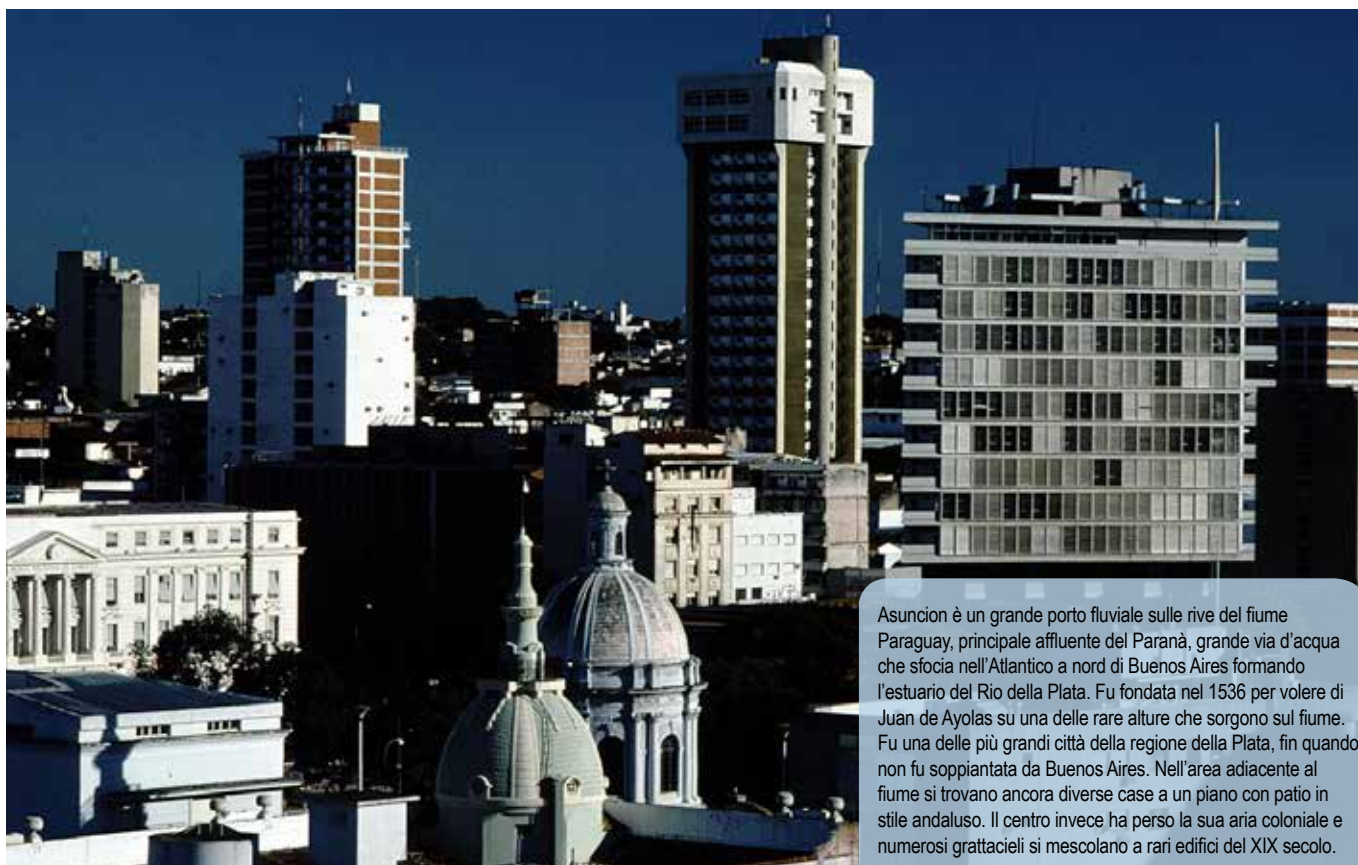 Asuncion è un grande porto fluviale sulle rive del fiume
Paraguay, principale affluente del Paranà, grande via d'acqua
che sfocia nell'Atlantico a nord di Buenos Aires formando
l'estuario del Rio della Plata. Fu fondata nel 1536 per volere di
Juan de Ayolas su una delle rare alture che sorgono sul fiume.
Fu una delle più grandi città della regione della Plata, fin quando
non fu soppiantata da Buenos Aires. Nell'area adiacente al
fiume si trovano ancora diverse case a un piano con patio in
stile andaluso. Il centro invece ha perso la sua aria coloniale e
numerosi grattacieli si mescolano a rari edifici del XIX secolo.